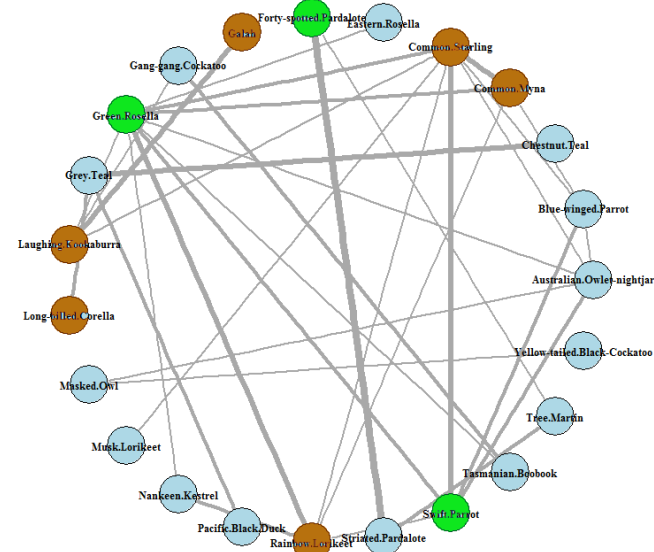 Forty-spotted.Pardalote
Eastern.Rosella
Galah
Common.Starling
Gang-gang.Cockatoo
Common.Myna
Green.Rosella
Chestnut.Teal
Grey.Teal
Blue-winged.Parrot
Laughing.Kookaburra
Australian.Owlet-nightjar
Long-billed.Corella
Yellow-tailed.Black-Cockatoo
Masked.Owl
Tree.Martin
Musk.Lorikeet
Tasmanian.Boobook
Nankeen.Kestrel
Swift.Parrot
Pacific.Black.Duck
Striated.Pardalote
Rainbow.Lorikeet